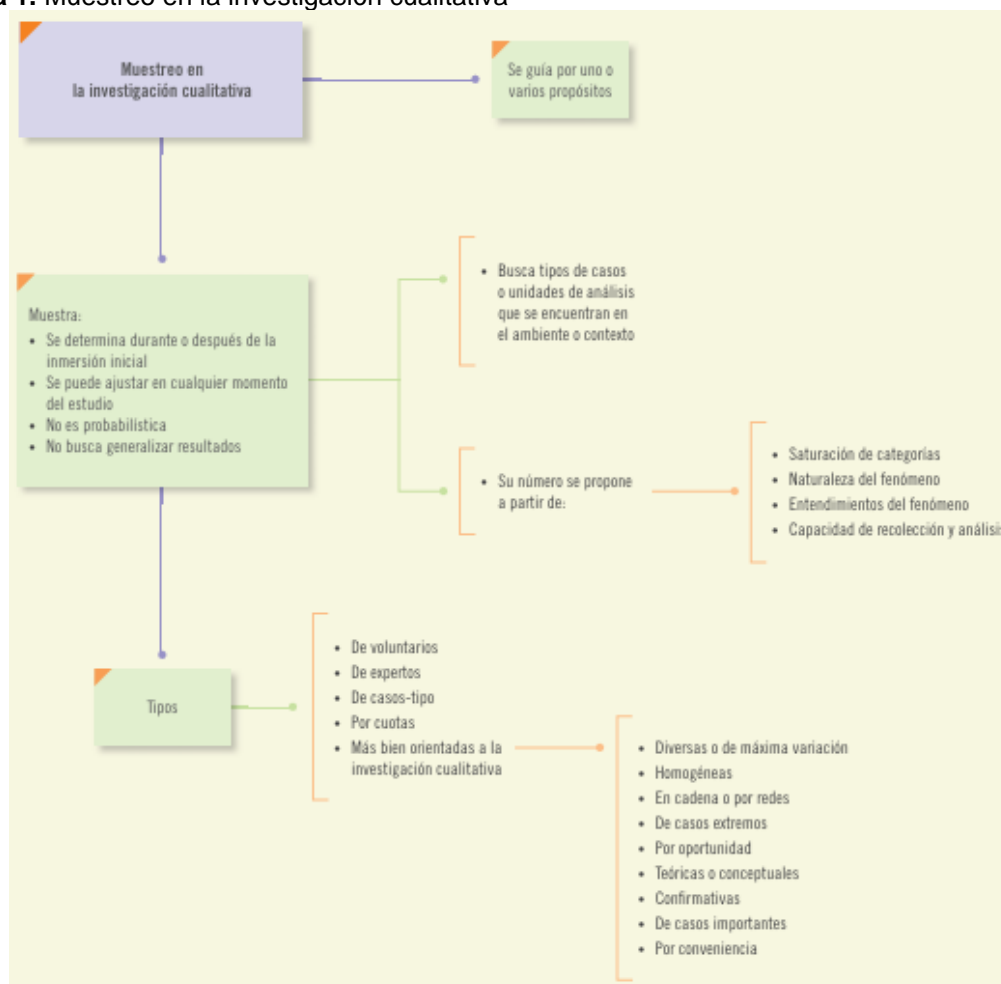 1. Muestreo en la investigación cualitativa
Muestreo en
la investigación cualitativa
Se guía por uno o
varios propósitos
Muestra:
• Se determina durante o después de la
inmersión inicial
• Se puede ajustar en cualquier momento
del estudio
• No es probabilística
• No busca generalizar resultados
• Busca tipos de casos
o unidades de análisis
que se encuentran en
el ambiente o contexto
• Su número se propone
a partir de:
• Saturación de categorías
• Naturaleza del fenómeno
• Entendimientos del fenómeno
• Capacidad de recolección y análisi
Tipos
• De voluntarios
• De expertos
• De casos-tipo
• Por cuotas
• Más bien orientadas a la
investigación cualitativa
• Diversas o de máxima variación
• Homogéneas
• En cadena o por redes
• De casos extremos
• Por oportunidad
• Teóricas o conceptuales
• Confirmativas
• De casos importantes
• Por conveniencia